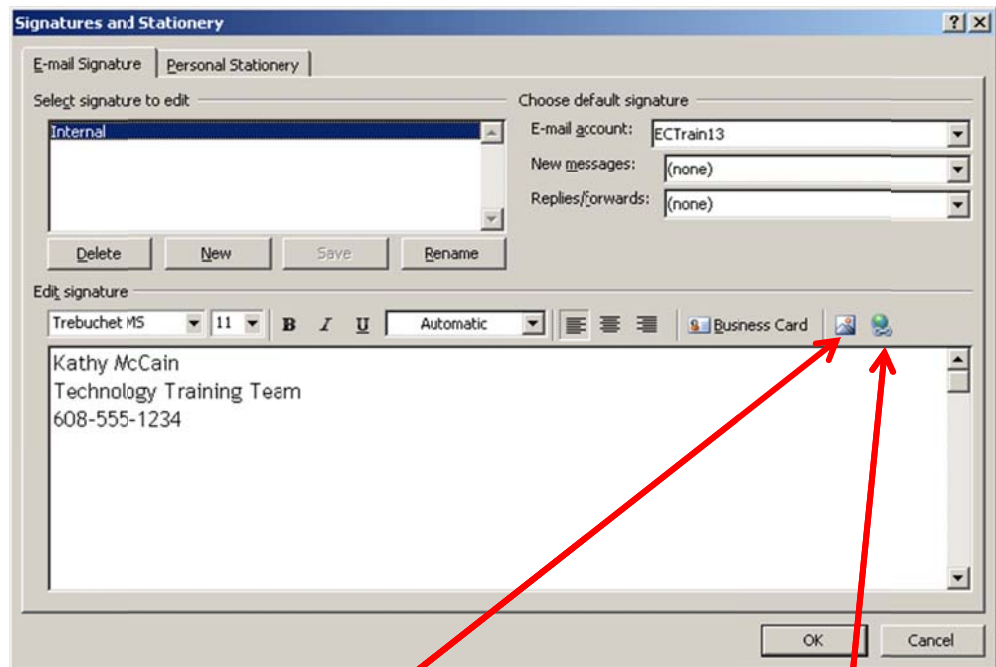 Signatures and Stationery
E-mail Signature Personal Stationery
Select signature to edit
Internal
Delete New Save Rename
Choose default signature
E-mail account: ECTrain13
New messages: (none)
Replies/forwards: (none)
Edit signature
Trebuchet MS 11 B I U Automatic Business Card
Kathy McCain
Technology Training Team
608-555-1234
OK Cancel